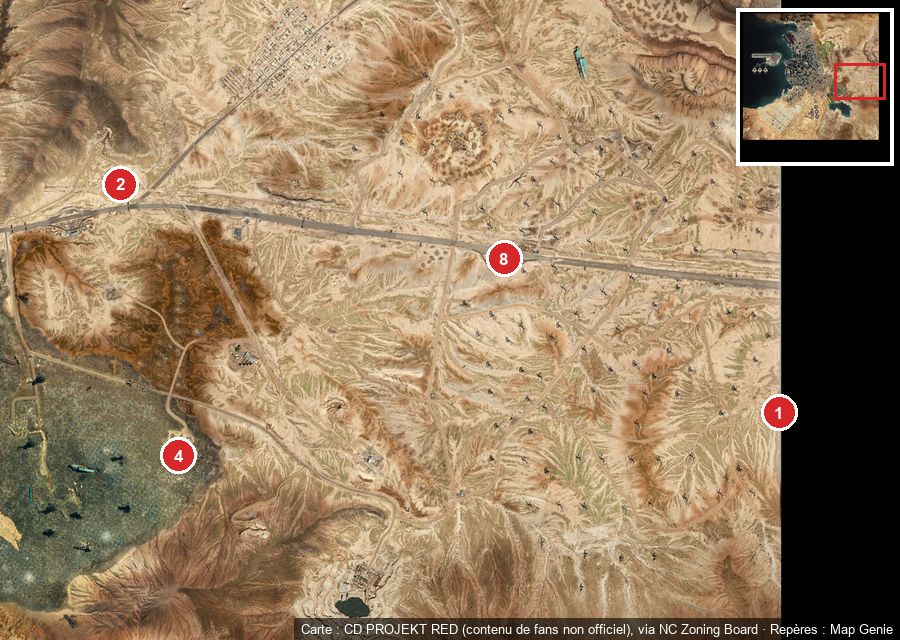 2
8
1
4
Carte : CD PROJEKT RED (contenu de fans non officiel), via NC Zoning Board · Repères : Map Genie